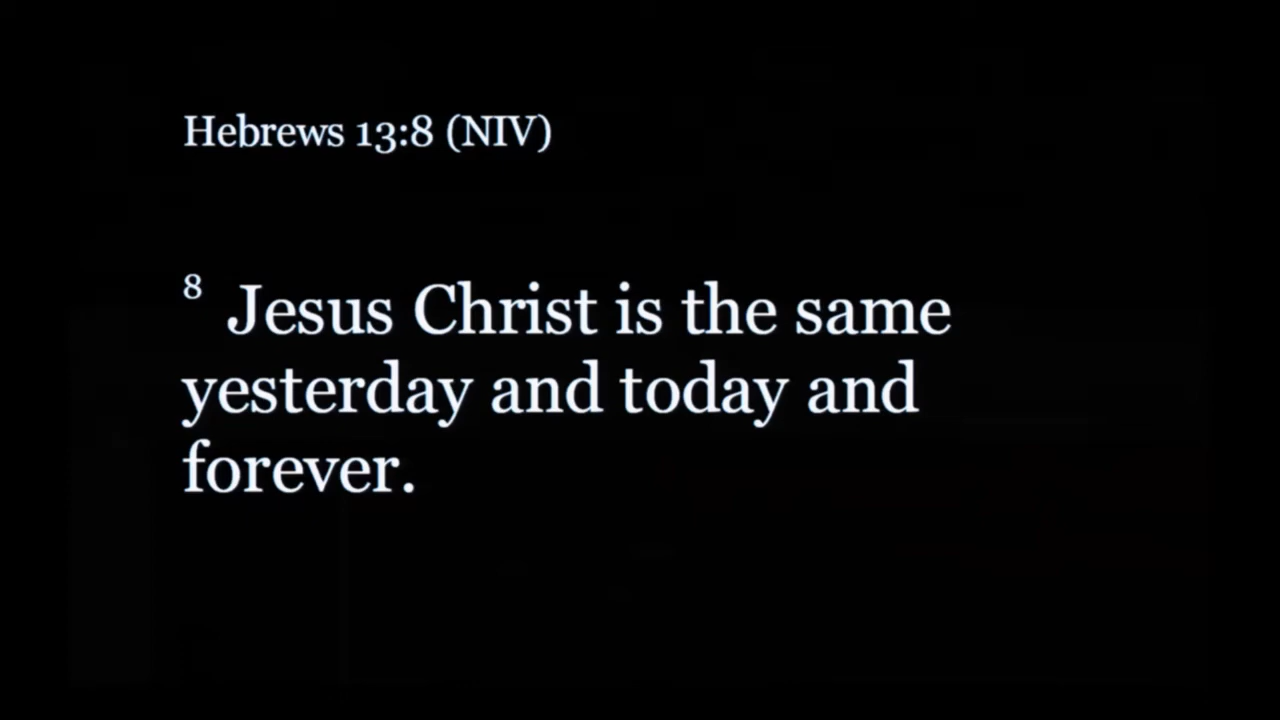 Hebrews 13:8 (NIV)
8 Jesus Christ is the same
yesterday and today and
forever.